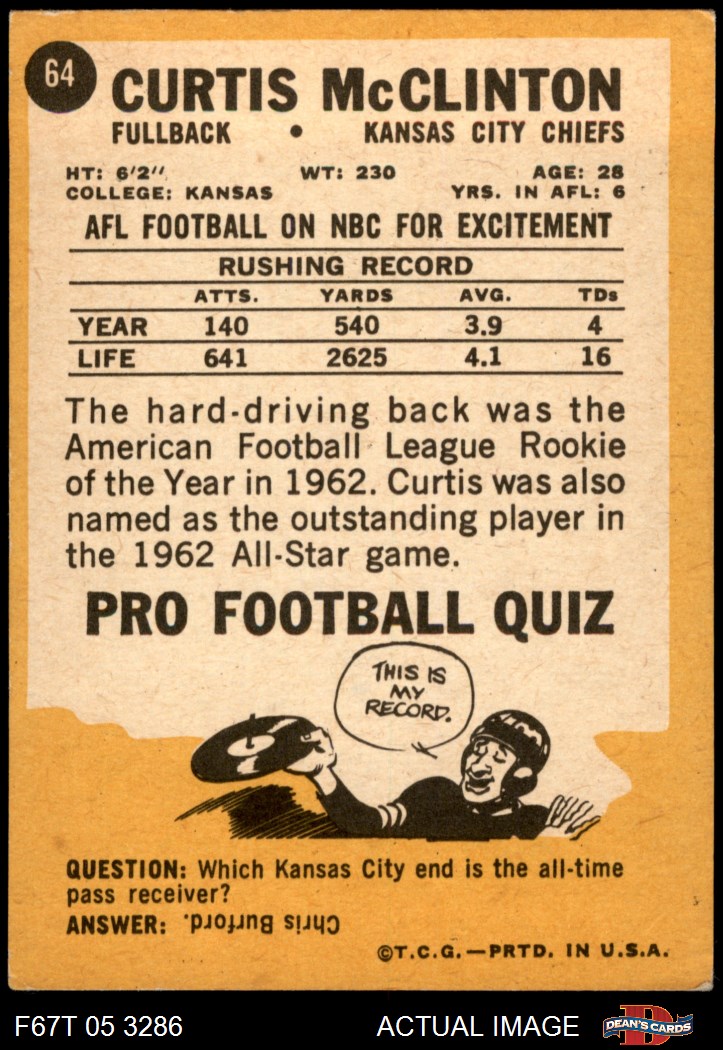 64
CURTIS McCLINTON
FULLBACK • KANSAS CITY CHIEFS
HT: 6'2" WT: 230 AGE: 28
COLLEGE: KANSAS YRS. IN AFL: 6
AFL FOOTBALL ON NBC FOR EXCITEMENT
RUSHING RECORD
ATTS. YARDS AVG. TDs
YEAR 140 540 3.9 4
LIFE 641 2625 4.1 16
The hard-driving back was the
American Football League Rookie
of the Year in 1962. Curtis was also
named as the outstanding player in
the 1962 All-Star game.
PRO FOOTBALL QUIZ
THIS IS
MY
RECORD.
QUESTION: Which Kansas City end is the all-time
pass receiver?
ANSWER: Chris Burford.
©T.C.G.—PRTD. IN U.S.A.
F67T 05 3286 ACTUAL IMAGE D DEAN'S CARDS